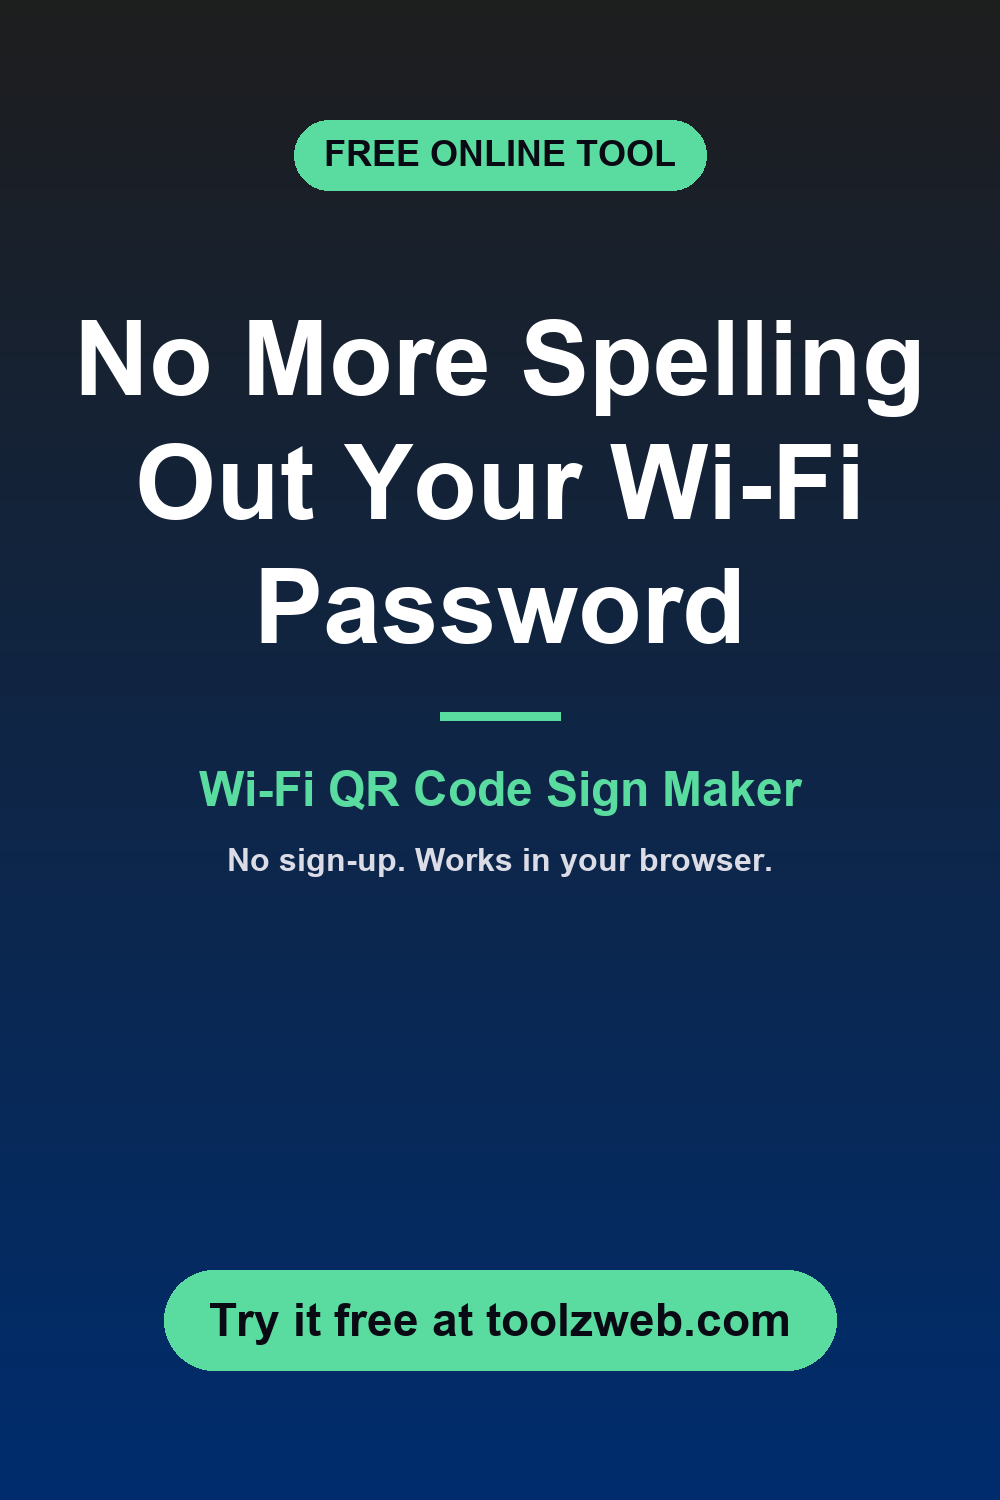 FREE ONLINE TOOL
No More Spelling
Out Your Wi-Fi
Password
Wi-Fi QR Code Sign Maker
No sign-up. Works in your browser.
Try it free at toolzweb.com